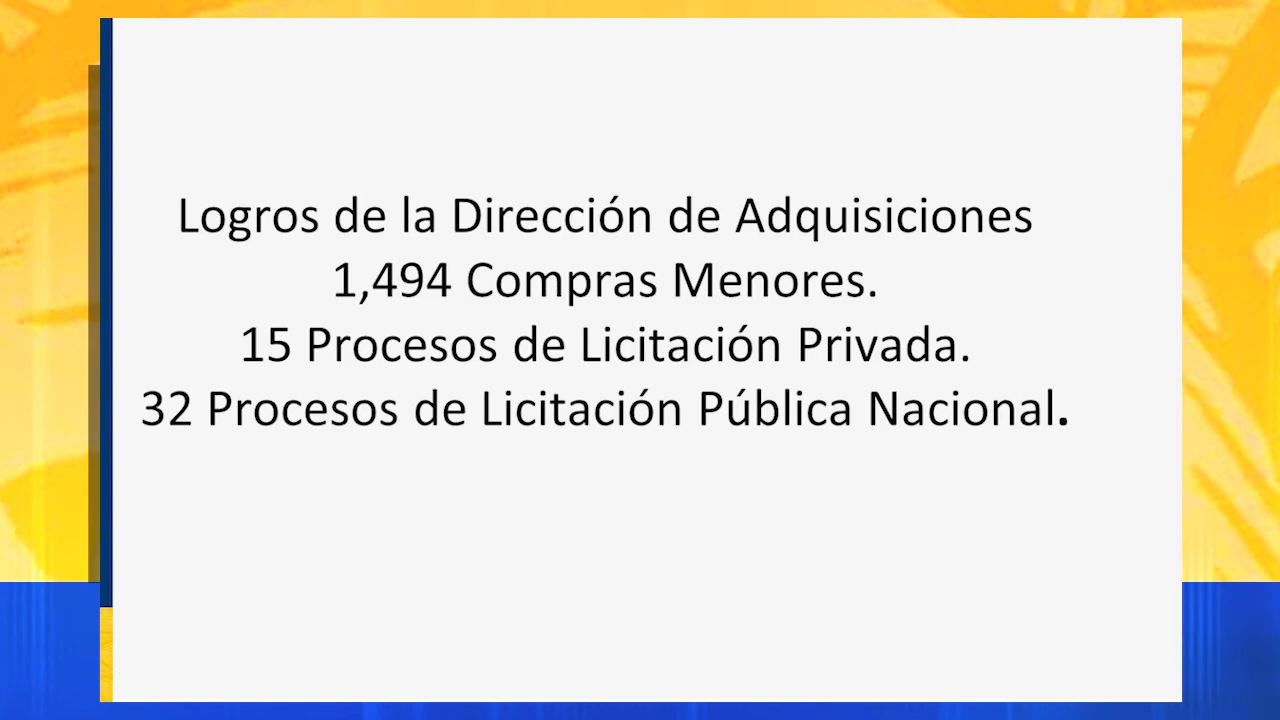 Logros de la Dirección de Adquisiciones
1,494 Compras Menores.
15 Procesos de Licitación Privada.
32 Procesos de Licitación Pública Nacional.